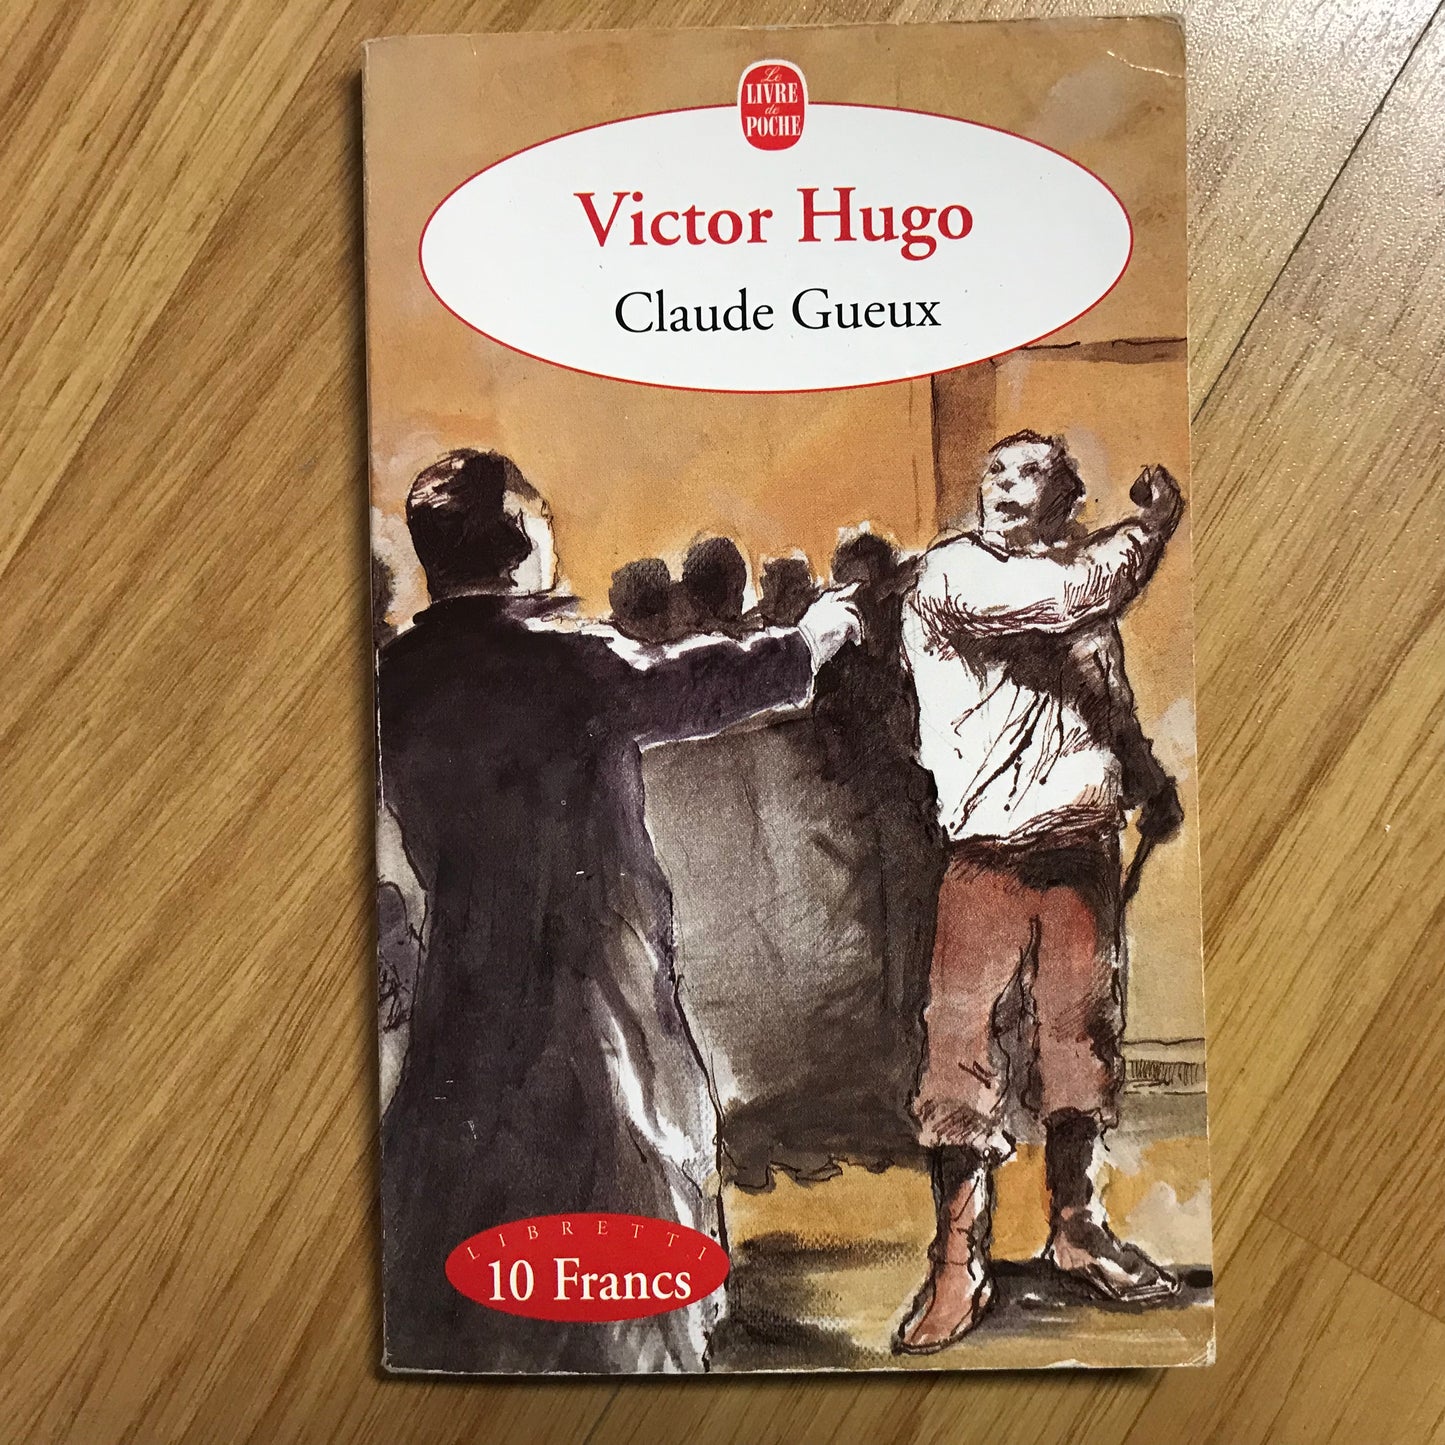 Le
LIVRE
de
POCHE
Victor Hugo
Claude Gueux
LIBRETTI
10 Francs